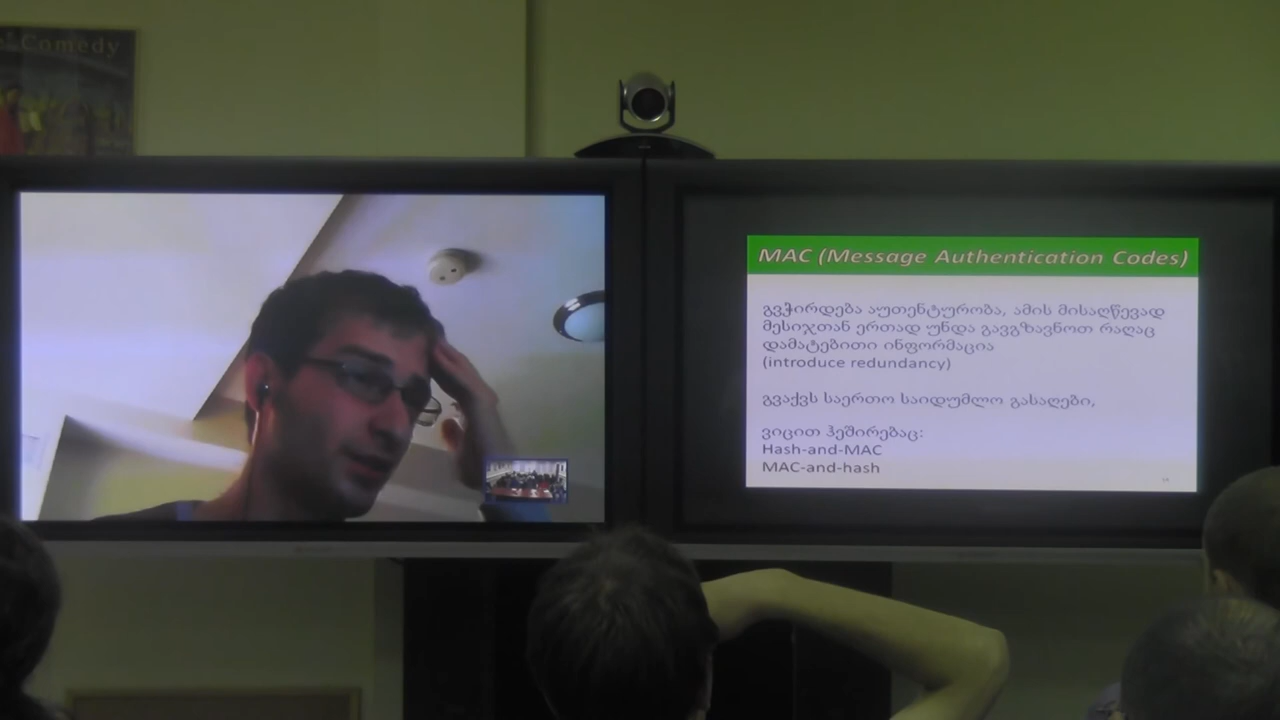 Comedy
MAC (Message Authentication Codes)
გვჭირდება აუთენტურობა, ამის მისაღწევად
მესიჯთან ერთად უნდა გავგზავნოთ რაღაც
დამატებითი ინფორმაცია
(introduce redundancy)
გვაქვს საერთო საიდუმლო გასაღები,
ვიცით ჰეშირებაც:
Hash-and-MAC
MAC-and-hash